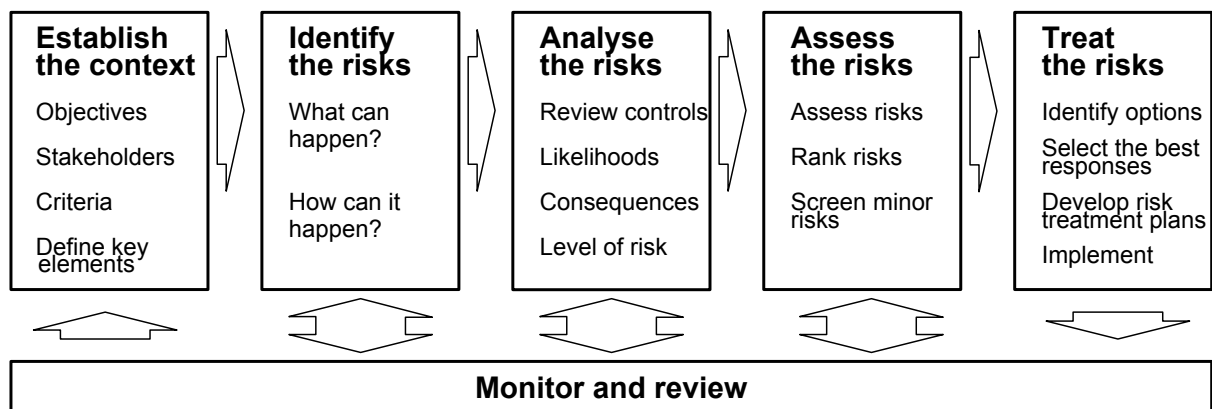 Establish
the context
Objectives
Stakeholders
Criteria
Define key
elements
Identify
the risks
What can
happen?
How can it
happen?
Analyse
the risks
Review controls
Likelihoods
Consequences
Level of risk
Assess
the risks
Assess risks
Rank risks
Screen minor
risks
Treat
the risks
Identify options
Select the best
responses
Develop risk
treatment plans
Implement
Monitor and review